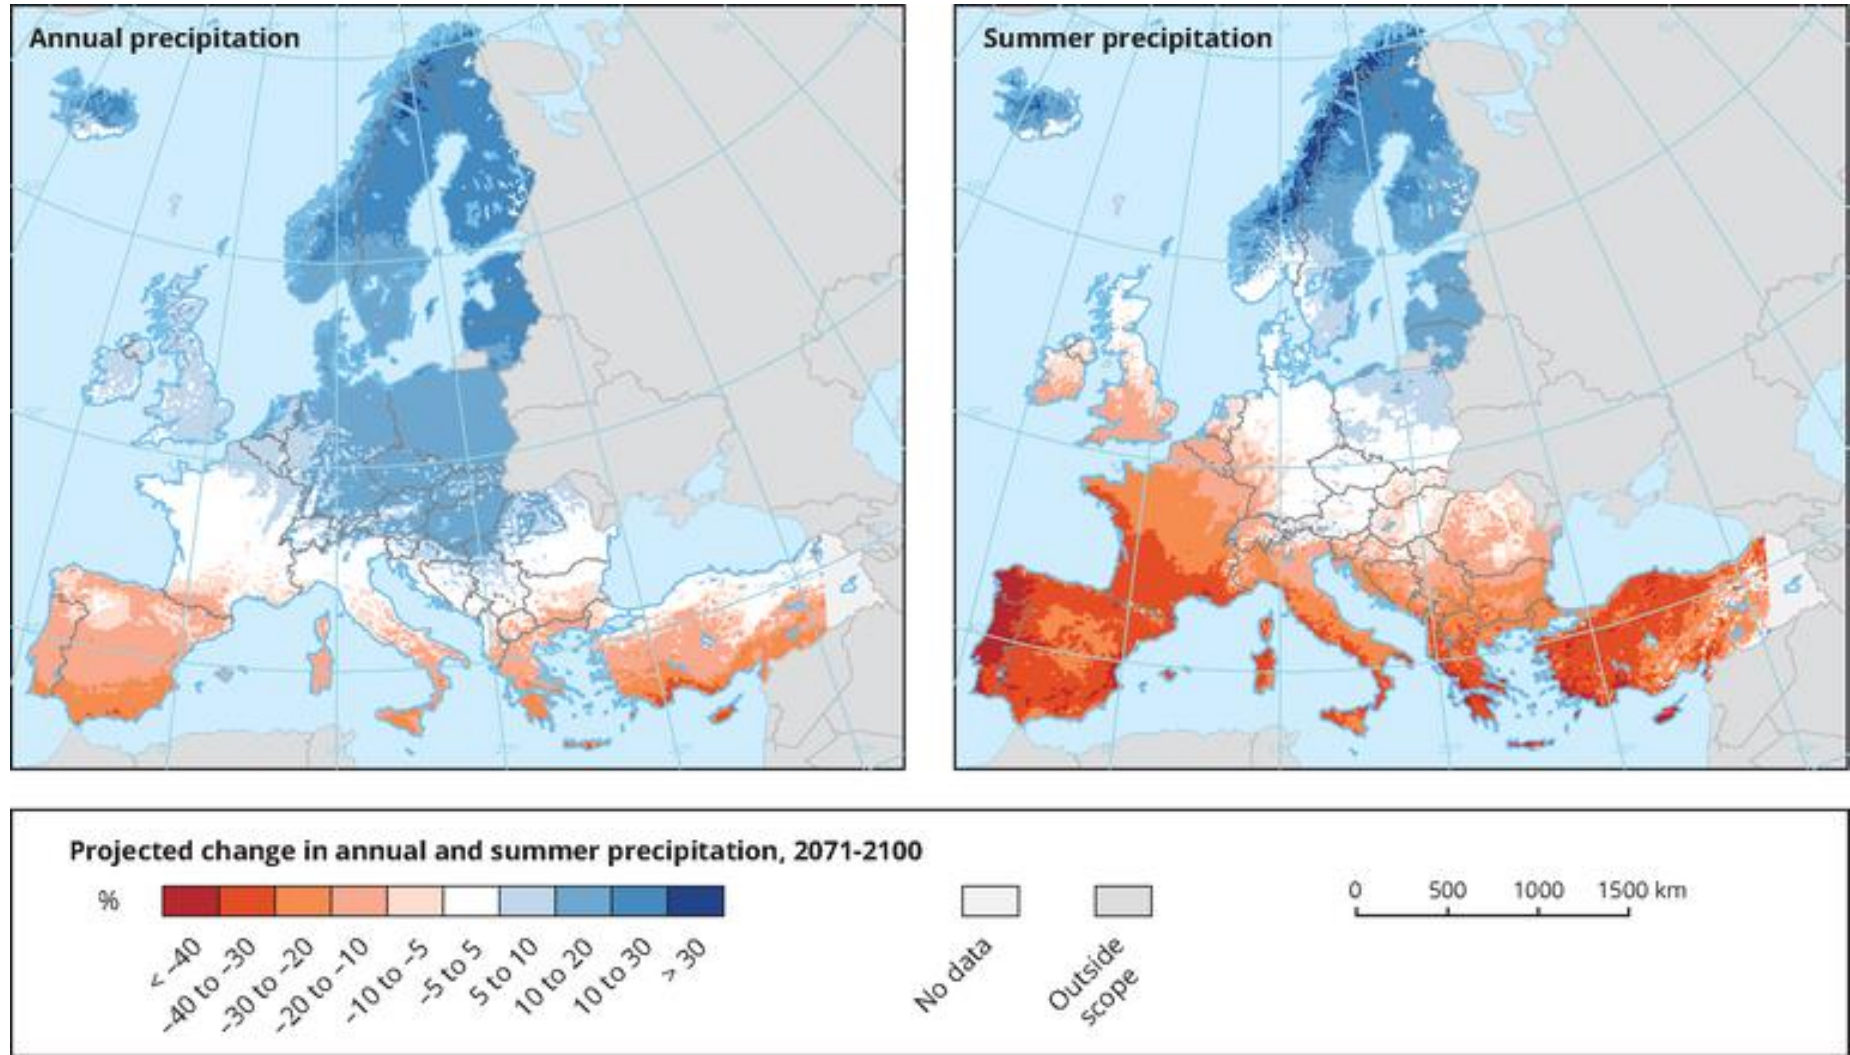 Annual precipitation
Summer precipitation
Projected change in annual and summer precipitation, 2071-2100
%
< −40
−40 to −30
−30 to −20
−20 to −10
−10 to −5
−5 to 5
5 to 10
10 to 20
10 to 30
> 30
No data
Outside
scope
0 500 1000 1500 km